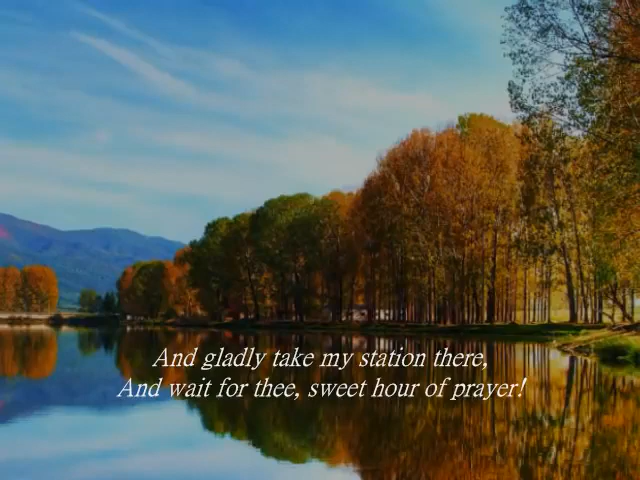 And gladly take my station there,
And wait for thee, sweet hour of prayer!